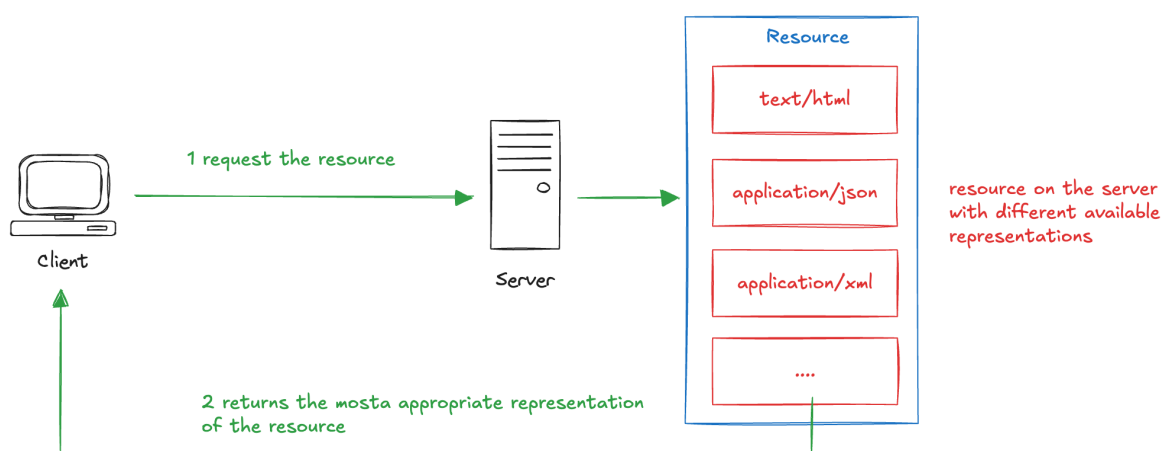 Resource
text/html
1 request the resource
application/json
resource on the server
with different available
representations
Client
Server
application/xml
....
2 returns the mosta appropriate representation
of the resource